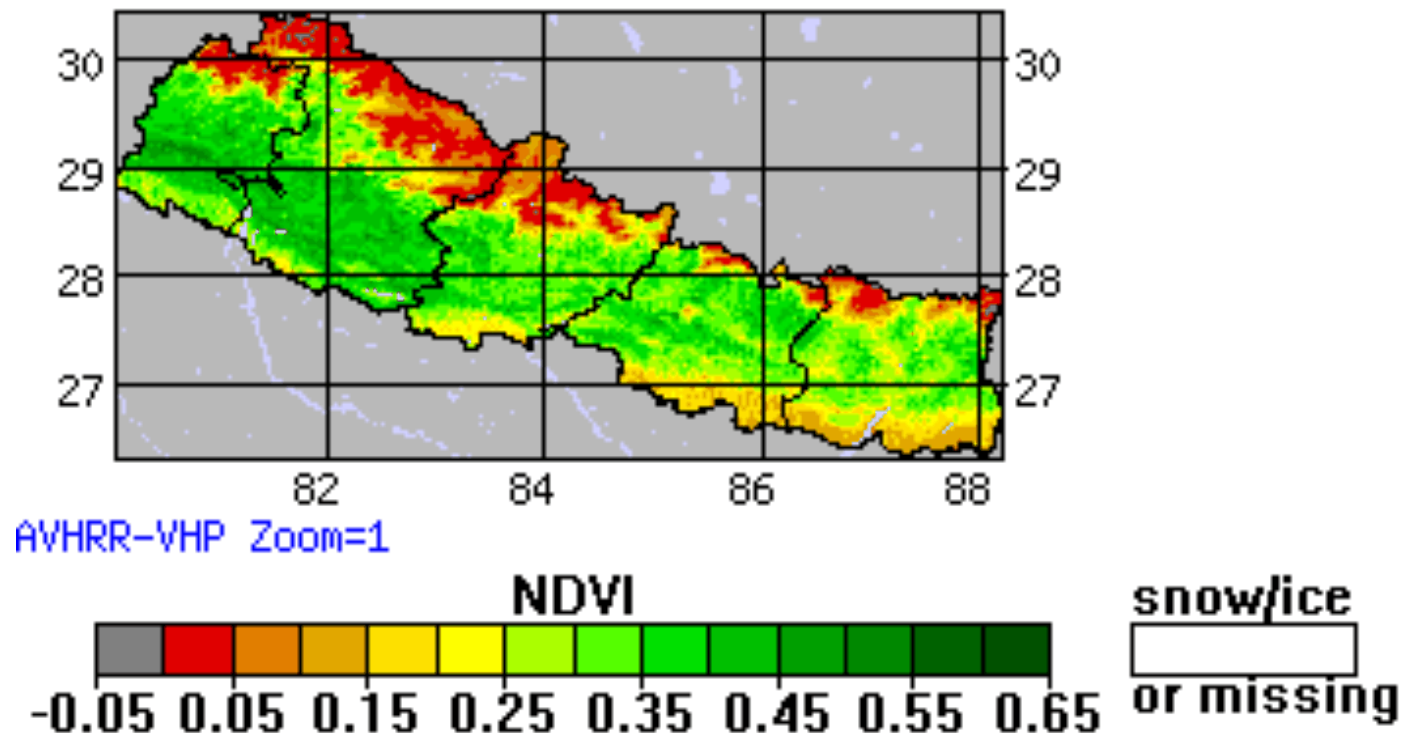 30 30
29 29
28 28
27 27
82 84 86 88
AVHRR-VHP Zoom=1
NDVI
snow/ice
-0.05 0.05 0.15 0.25 0.35 0.45 0.55 0.65
or missing